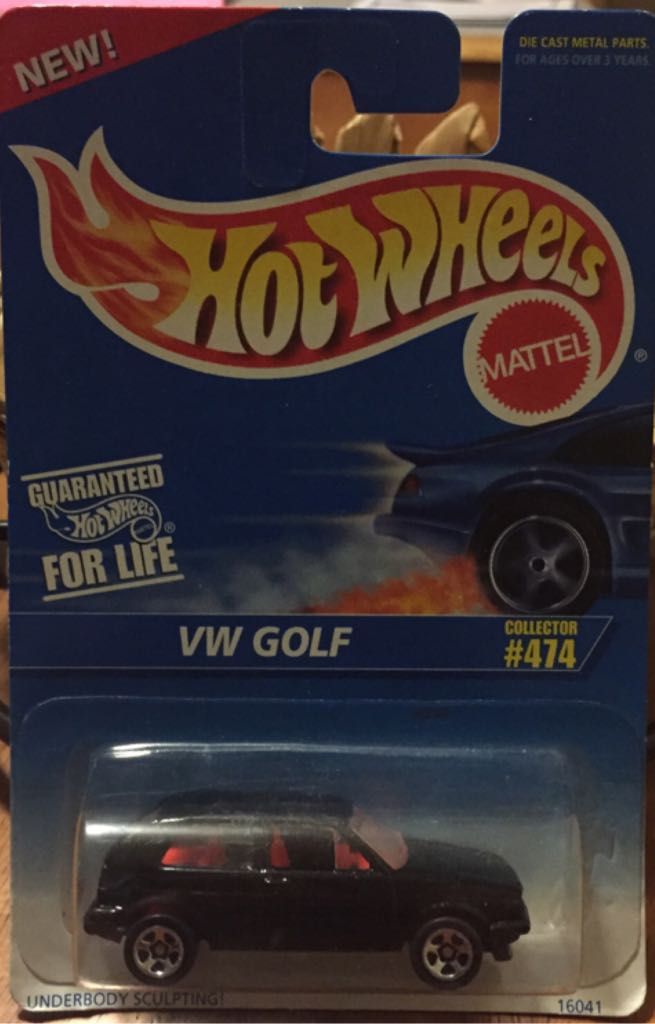 NEW!
DIE CAST METAL PARTS.
FOR AGES OVER 3 YEARS.
Hot Wheels
MATTEL
®
GUARANTEED
Hot Wheels
®
FOR LIFE
VW GOLF
COLLECTOR
#474
UNDERBODY SCULPTING!
16041